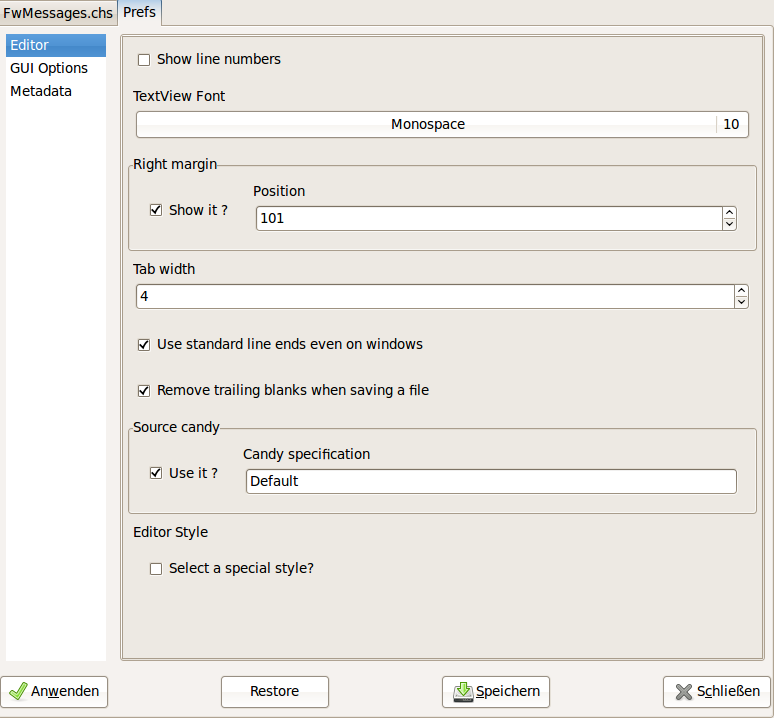 FwMessages.chs Prefs
Editor
GUI Options
Metadata
Show line numbers
TextView Font
Monospace 10
Right margin
Position
Show it ?
101
Tab width
4
Use standard line ends even on windows
Remove trailing blanks when saving a file
Source candy
Candy specification
Use it ?
Default
Editor Style
Select a special style?
Anwenden Restore Speichern Schließen